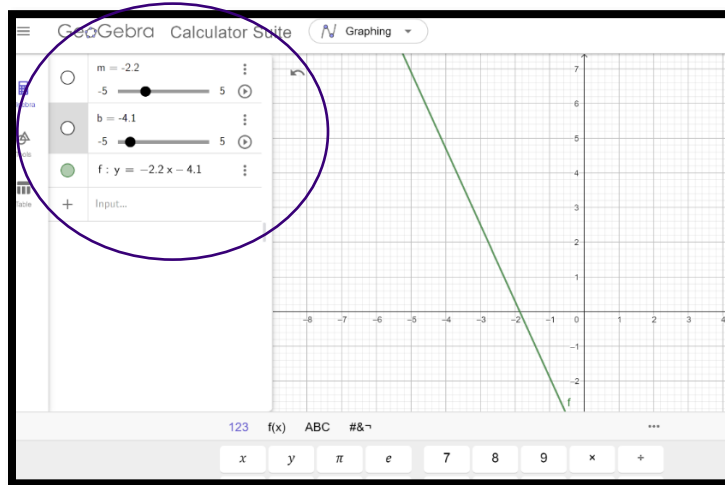 GeoGebra Calculator Suite Graphing
m = -2.2
-5 5
b = -4.1
-5 5
f : y = −2.2 x − 4.1
Table
+ Input...
7
6
5
4
3
2
1
-8 -7 -6 -5 -4 -3 -2 -1 0 1 2 3 4
-1
-2
f
123 f(x) ABC #&¬
x y π e 7 8 9 × ÷